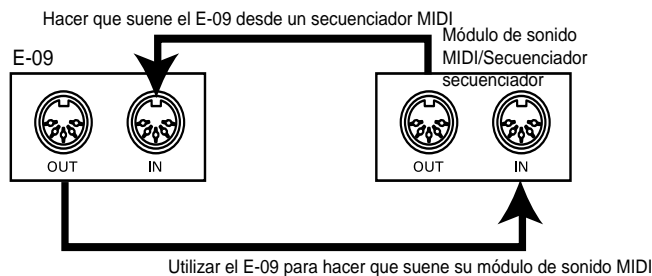 Hacer que suene el E-09 desde un secuenciador MIDI
Módulo de sonido
MIDI/Secuenciador
secuenciador
E-09
OUT
IN
OUT
IN
Utilizar el E-09 para hacer que suene su módulo de sonido MIDI